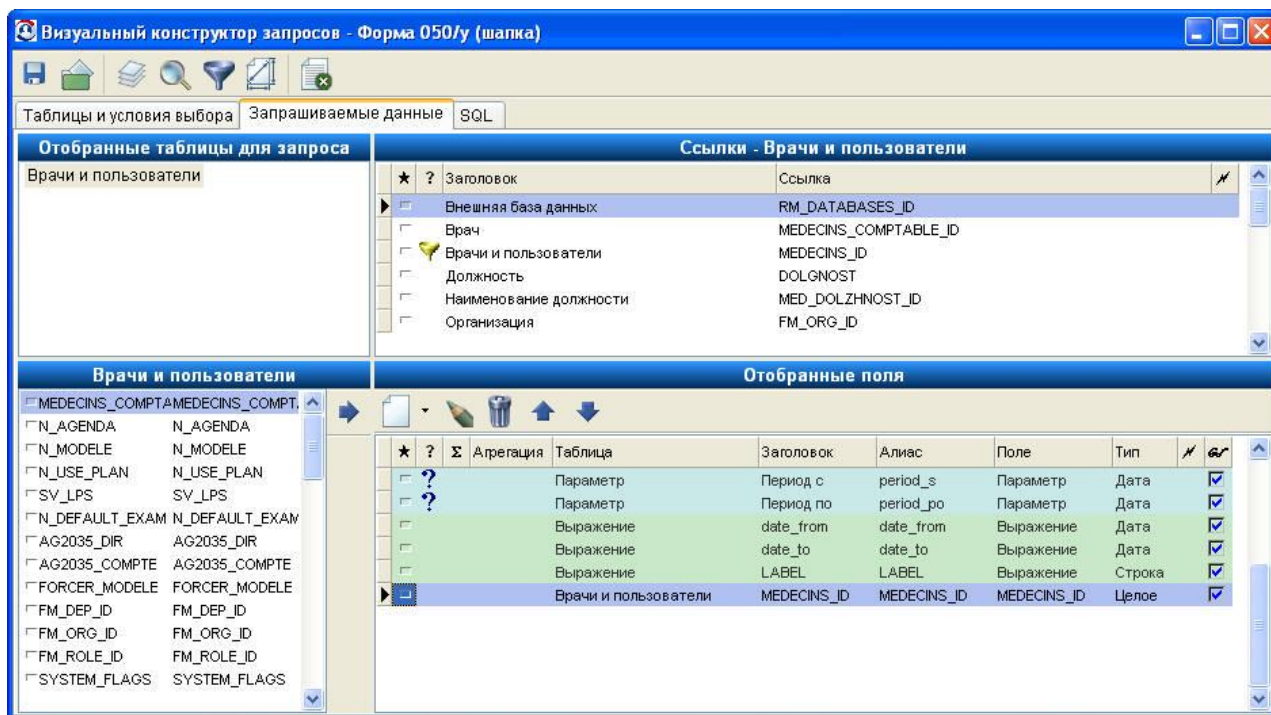 Визуальный конструктор запросов - Форма 050/у (шапка)
Таблицы и условия выбора Запрашиваемые данные SQL
Отобранные таблицы для запроса
Врачи и пользователи
Ссылки - Врачи и пользователи
★ ? Заголовок Ссылка
Внешняя база данных RM_DATABASES_ID
Врач MEDECINS_COMPTABLE_ID
Врачи и пользователи MEDECINS_ID
Должность DOLGNOST
Наименование должности MED_DOLZHNOST_ID
Организация FM_ORG_ID
Врачи и пользователи
MEDECINS_COMPTA MEDECINS_COMPT
N_AGENDA N_AGENDA
N_MODELE N_MODELE
N_USE_PLAN N_USE_PLAN
SV_LPS SV_LPS
N_DEFAULT_EXAM N_DEFAULT_EXAM
AG2035_DIR AG2035_DIR
AG2035_COMPTE AG2035_COMPTE
FORCER_MODELE FORCER_MODELE
FM_DEP_ID FM_DEP_ID
FM_ORG_ID FM_ORG_ID
FM_ROLE_ID FM_ROLE_ID
SYSTEM_FLAGS SYSTEM_FLAGS
Отобранные поля
★ ? Σ Агрегация Таблица Заголовок Алиас Поле Тип
? Параметр Период с period_s Параметр Дата
? Параметр Период по period_po Параметр Дата
Выражение date_from date_from Выражение Дата
Выражение date_to date_to Выражение Дата
Выражение LABEL LABEL Выражение Строка
Врачи и пользователи MEDECINS_ID MEDECINS_ID MEDECINS_ID Целое